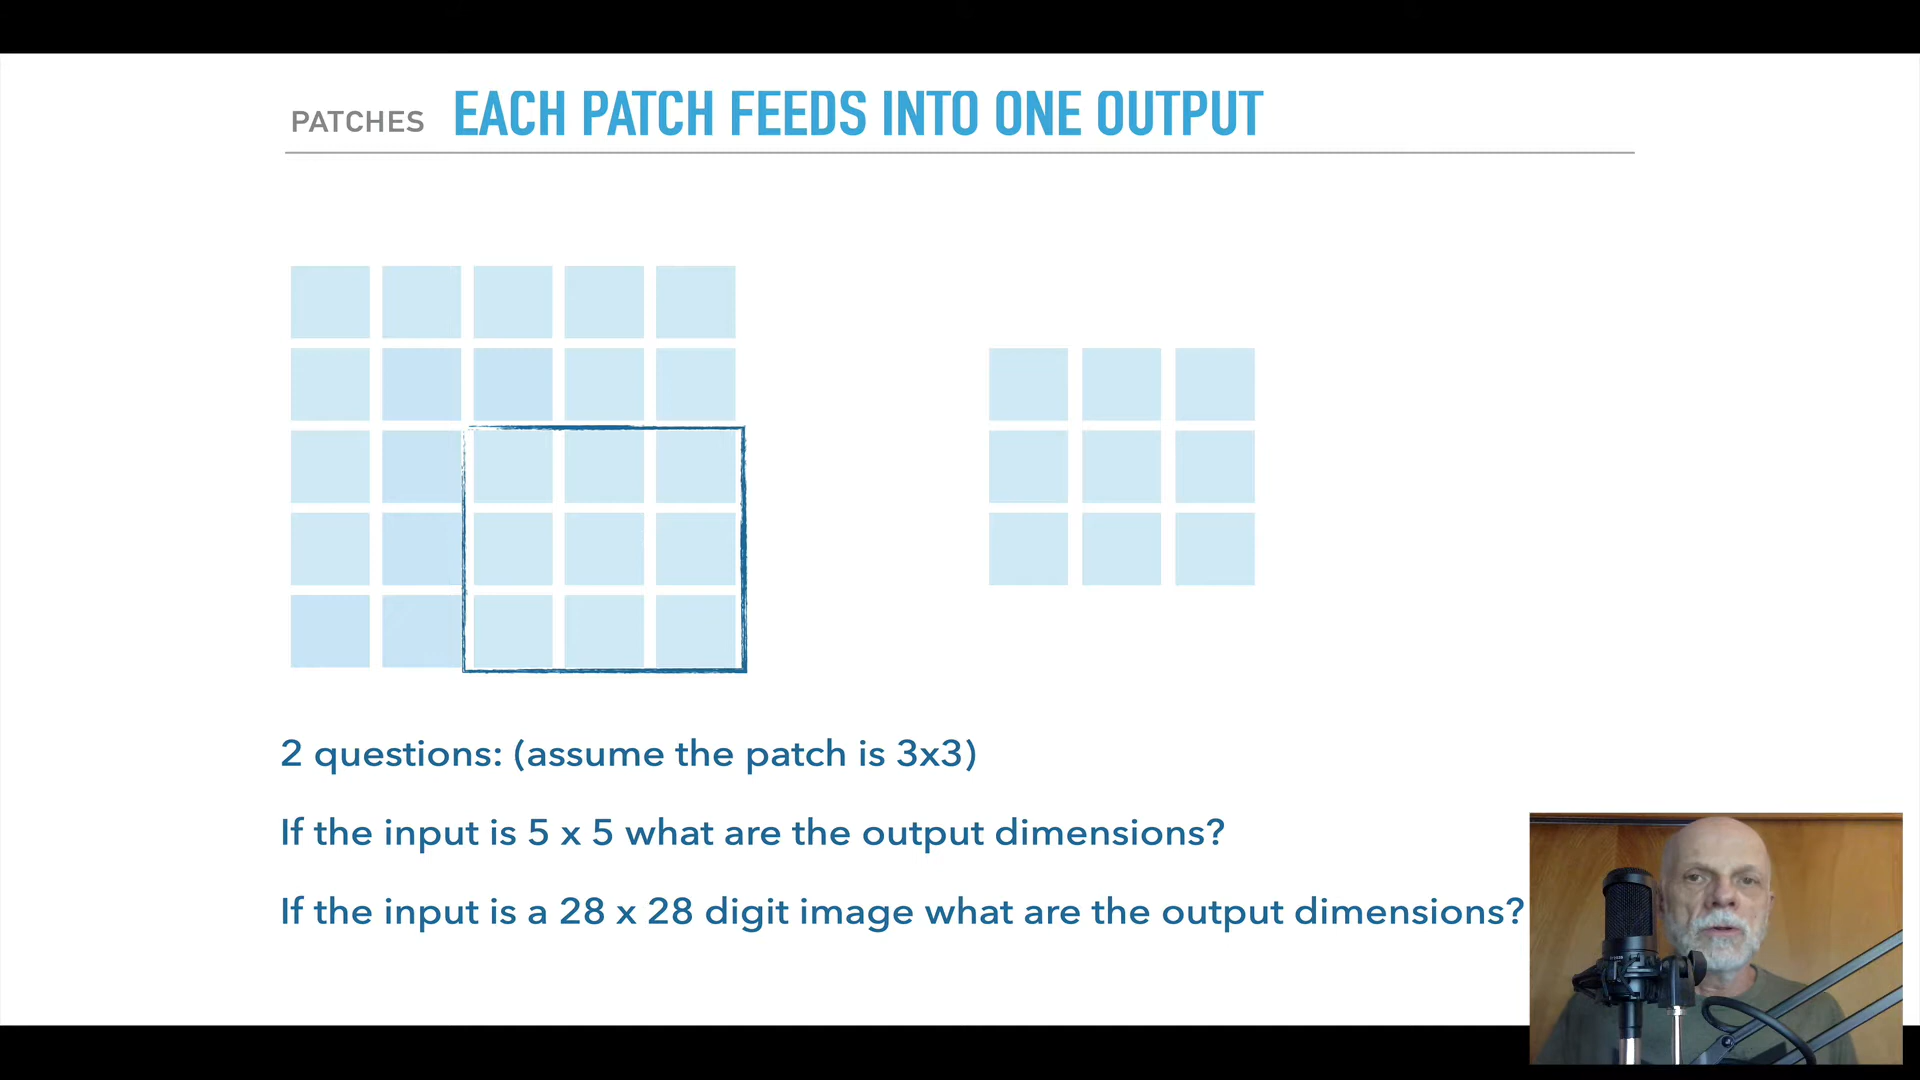 PATCHES EACH PATCH FEEDS INTO ONE OUTPUT
2 questions: (assume the patch is 3x3)
If the input is 5 x 5 what are the output dimensions?
If the input is a 28 x 28 digit image what are the output dimensions?